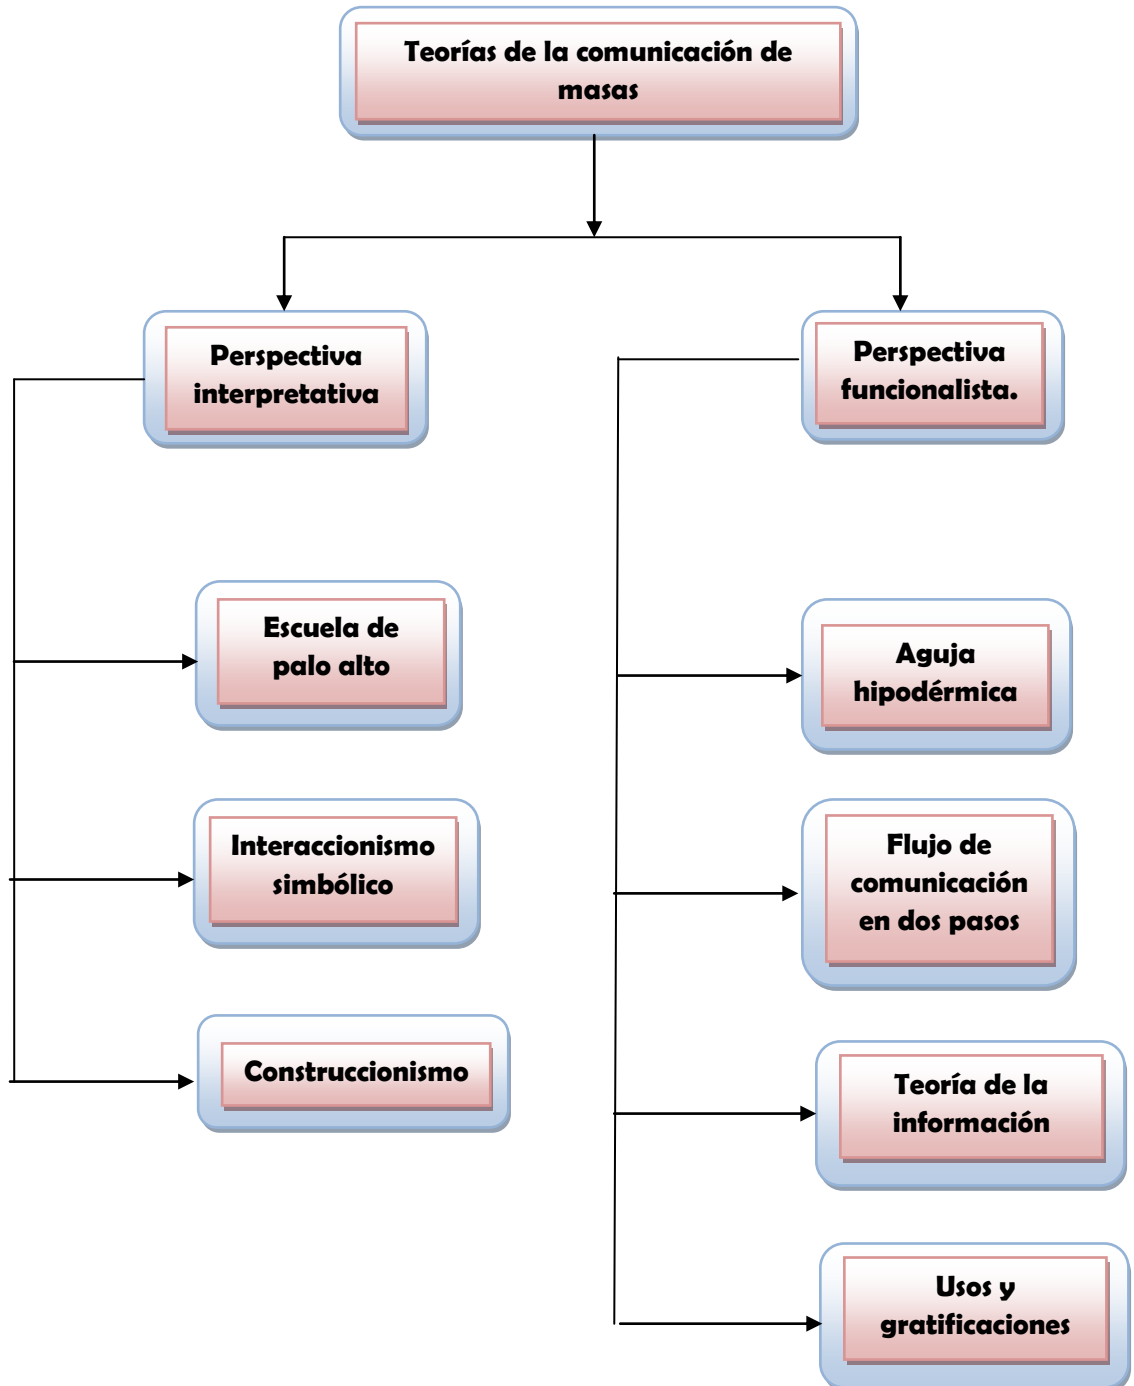 Teorías de la comunicación de
masas
Perspectiva
interpretativa
Perspectiva
funcionalista.
Escuela de
palo alto
Interaccionismo
simbólico
Construccionismo
Aguja
hipodérmica
Flujo de
comunicación
en dos pasos
Teoría de la
información
Usos y
gratificaciones